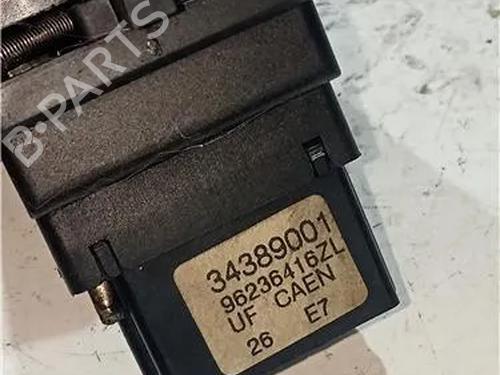 B-PARTS
34389001
96236416ZL
UF CAEN
26 E7